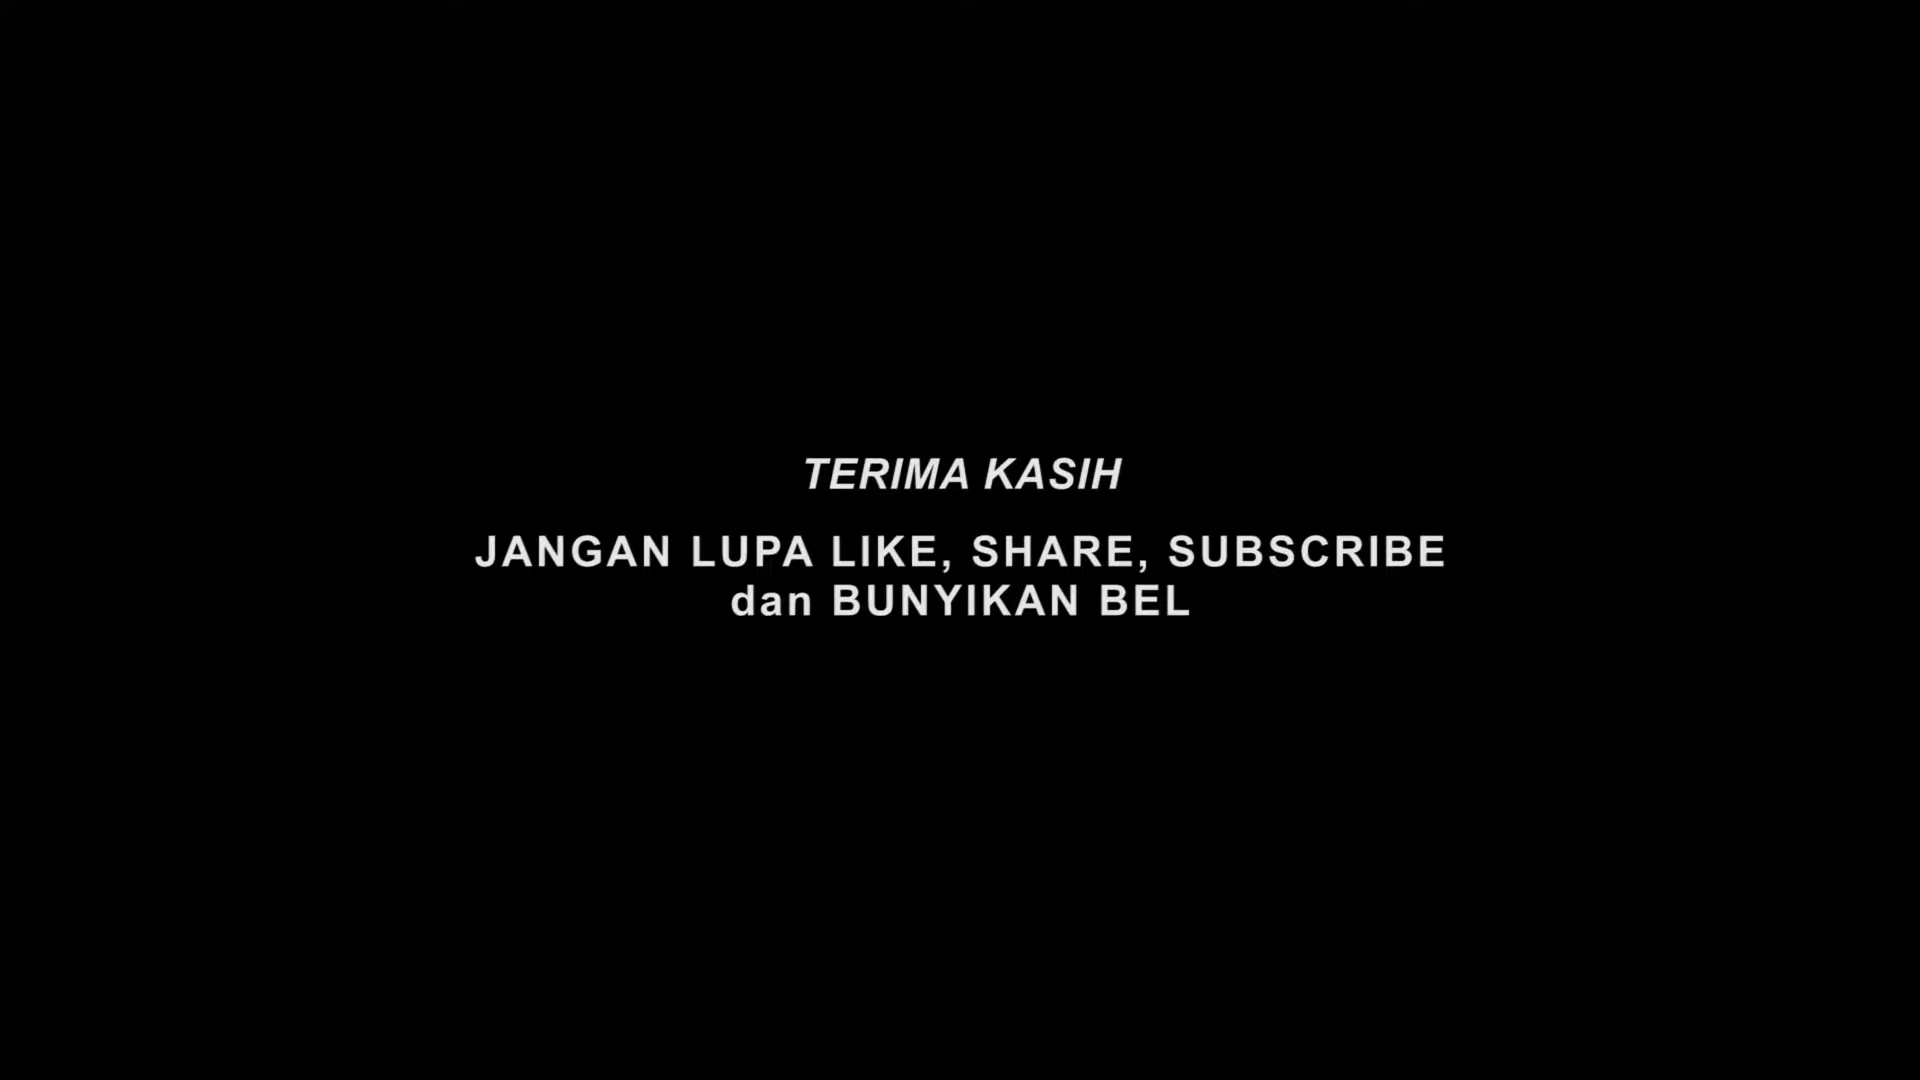 TERIMA KASIH
JANGAN LUPA LIKE, SHARE, SUBSCRIBE
dan BUNYIKAN BEL